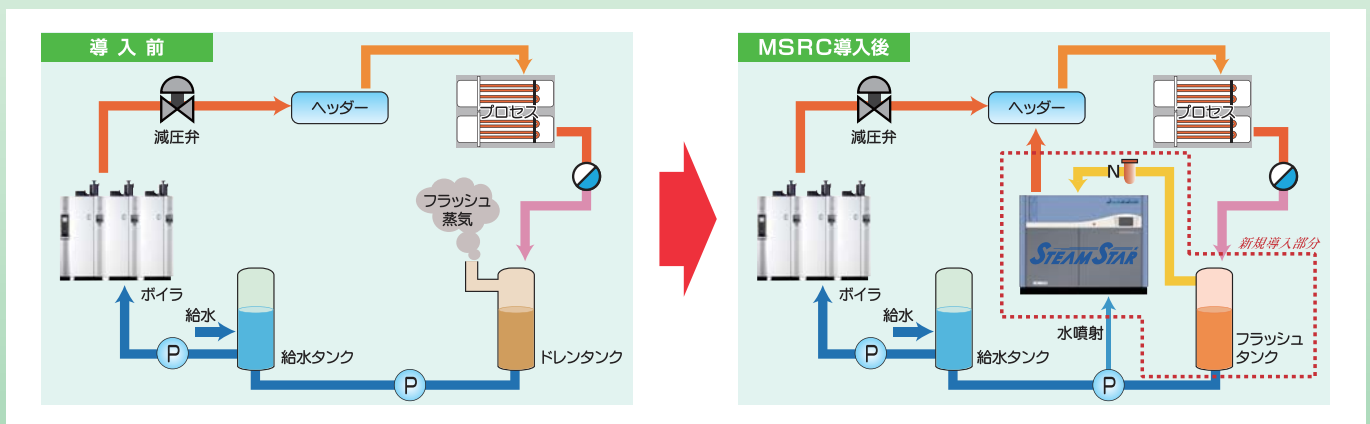 導入前
減圧弁
ヘッダー
プロセス
フラッシュ
蒸気
ボイラ
給水
P
給水タンク
P
ドレンタンク
MSRC導入後
減圧弁
ヘッダー
プロセス
N
STEAM STAR
新規導入部分
ボイラ
給水
P
給水タンク
水噴射
P
フラッシュ
タンク